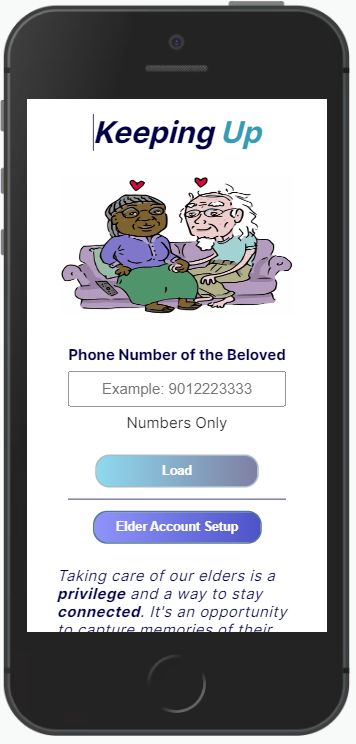 Keeping Up
Phone Number of the Beloved
Example: 9012223333
Numbers Only
Load
Elder Account Setup
Taking care of our elders is a
privilege and a way to stay
connected. It's an opportunity
to capture memories of their